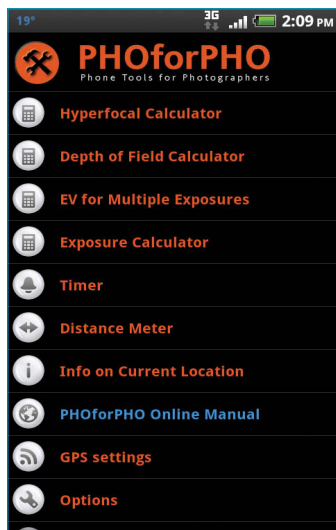 19°
3G
2:09 PM
PHOforPHO
Phone Tools for Photographers
Hyperfocal Calculator
Depth of Field Calculator
EV for Multiple Exposures
Exposure Calculator
Timer
Distance Meter
Info on Current Location
PHOforPHO Online Manual
GPS settings
Options